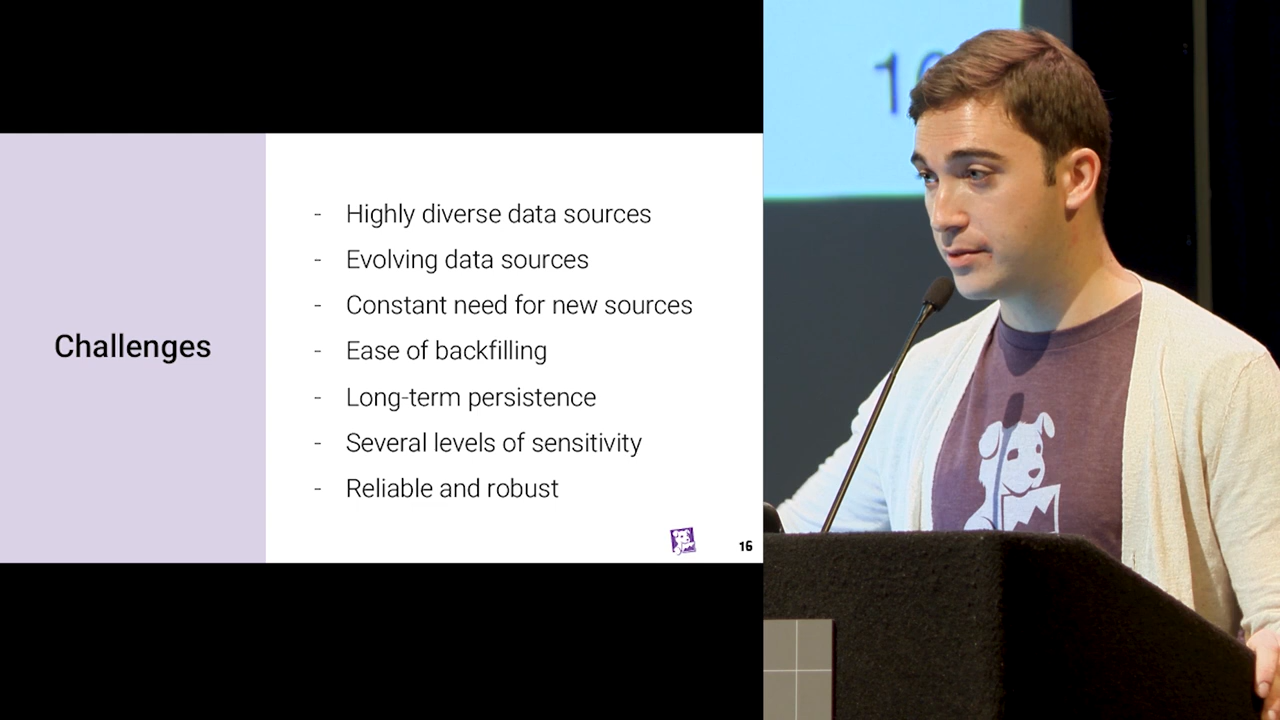 Challenges
- Highly diverse data sources
- Evolving data sources
- Constant need for new sources
- Ease of backfilling
- Long-term persistence
- Several levels of sensitivity
- Reliable and robust
16